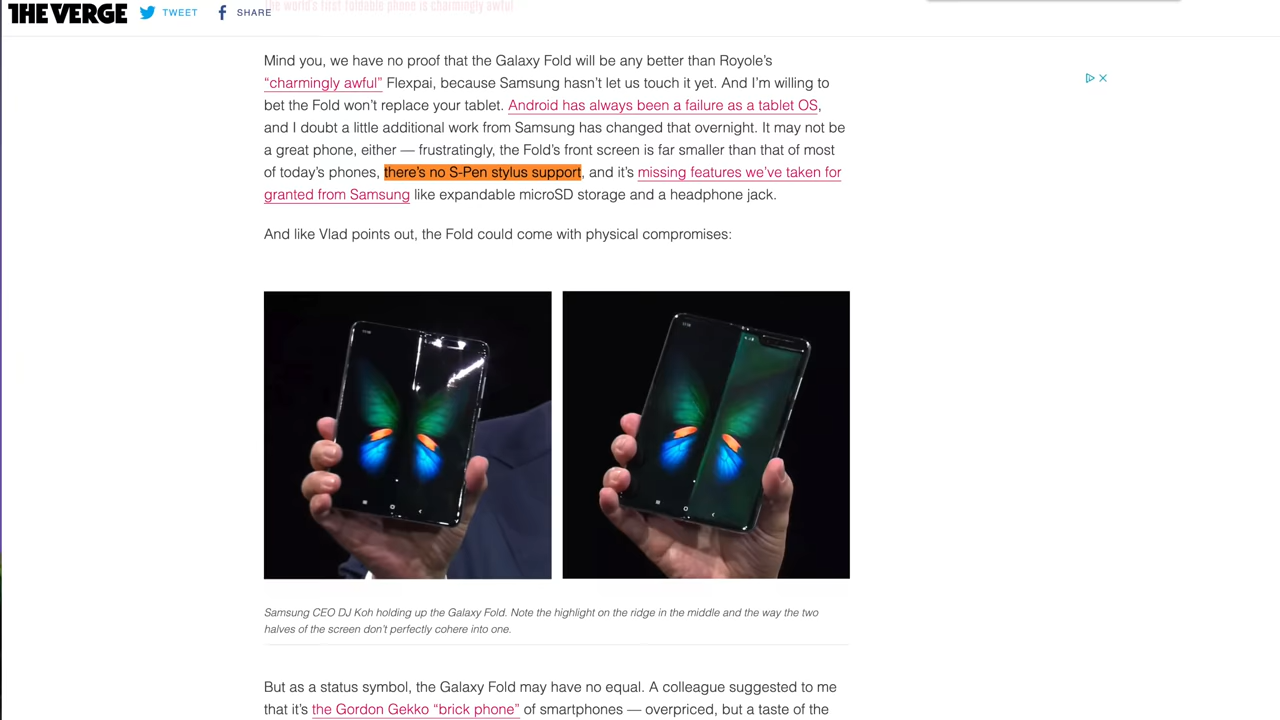 THE VERGE TWEET SHARE
The world's first foldable phone is charmingly awful
Mind you, we have no proof that the Galaxy Fold will be any better than Royole’s
“charmingly awful” Flexpai, because Samsung hasn’t let us touch it yet. And I’m willing to
bet the Fold won’t replace your tablet. Android has always been a failure as a tablet OS,
and I doubt a little additional work from Samsung has changed that overnight. It may not be
a great phone, either — frustratingly, the Fold’s front screen is far smaller than that of most
of today’s phones, there’s no S-Pen stylus support, and it’s missing features we’ve taken for
granted from Samsung like expandable microSD storage and a headphone jack.
And like Vlad points out, the Fold could come with physical compromises:
Samsung CEO DJ Koh holding up the Galaxy Fold. Note the highlight on the ridge in the middle and the way the two
halves of the screen don’t perfectly cohere into one.
But as a status symbol, the Galaxy Fold may have no equal. A colleague suggested to me
that it’s the Gordon Gekko “brick phone” of smartphones — overpriced, but a taste of the